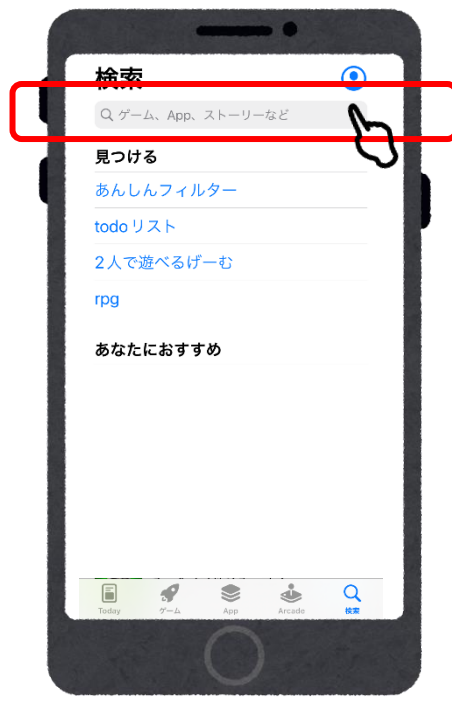 検索
ゲーム、App、ストーリーなど
見つける
あんしんフィルター
todoリスト
2人で遊べるげーむ
rpg
あなたにおすすめ
Today ゲーム App Arcade 検索